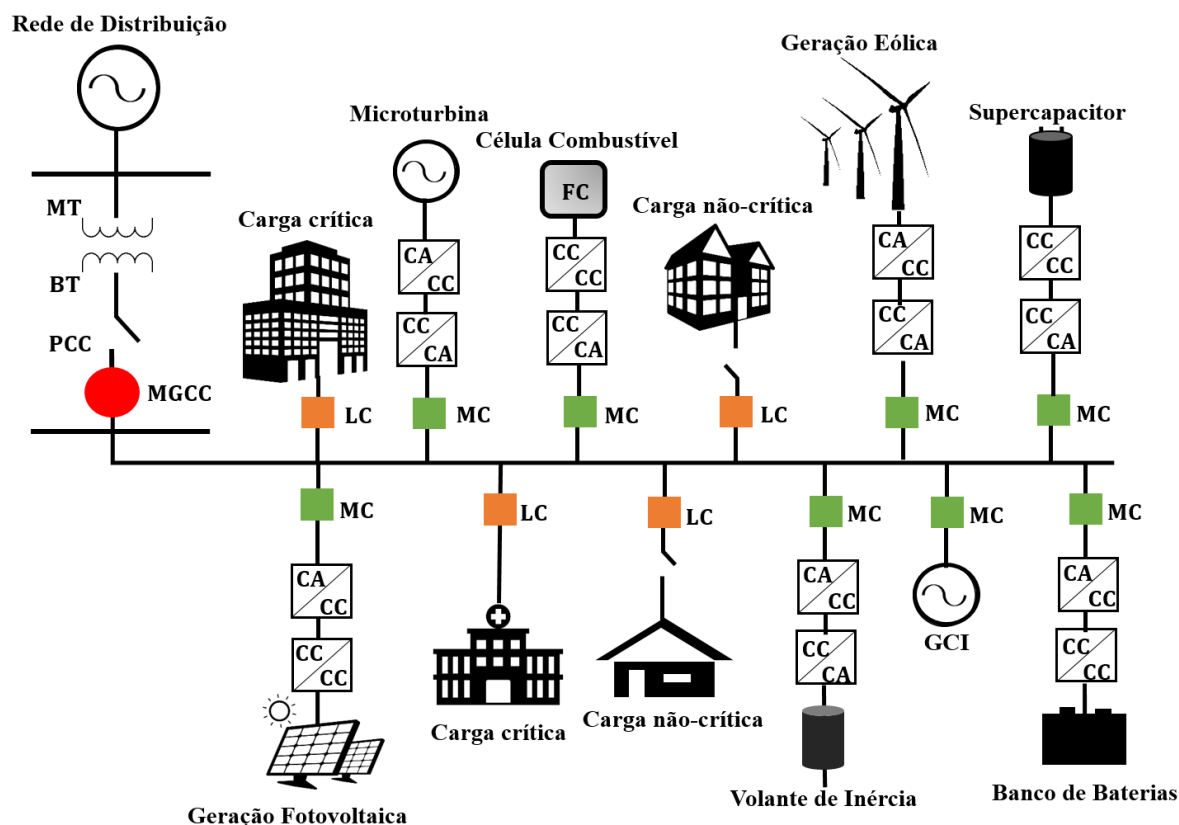 Rede de Distribuição
Geração Eólica
Microturbina
Supercapacitor
Célula Combustível
FC
MT
Carga crítica
Carga não-crítica
CA
CC
CC
CC
CA
CC
CC
CC
BT
PCC
CC
CA
CC
CA
CC
CA
CC
CA
MGCC
LC
MC
MC
LC
MC
MC
MC
LC
LC
MC
MC
MC
CA
CC
CA
CC
CA
CC
CC
CC
CC
CA
CC
CC
GCI
Carga crítica
Carga não-crítica
Volante de Inércia
Banco de Baterias
Geração Fotovoltaica